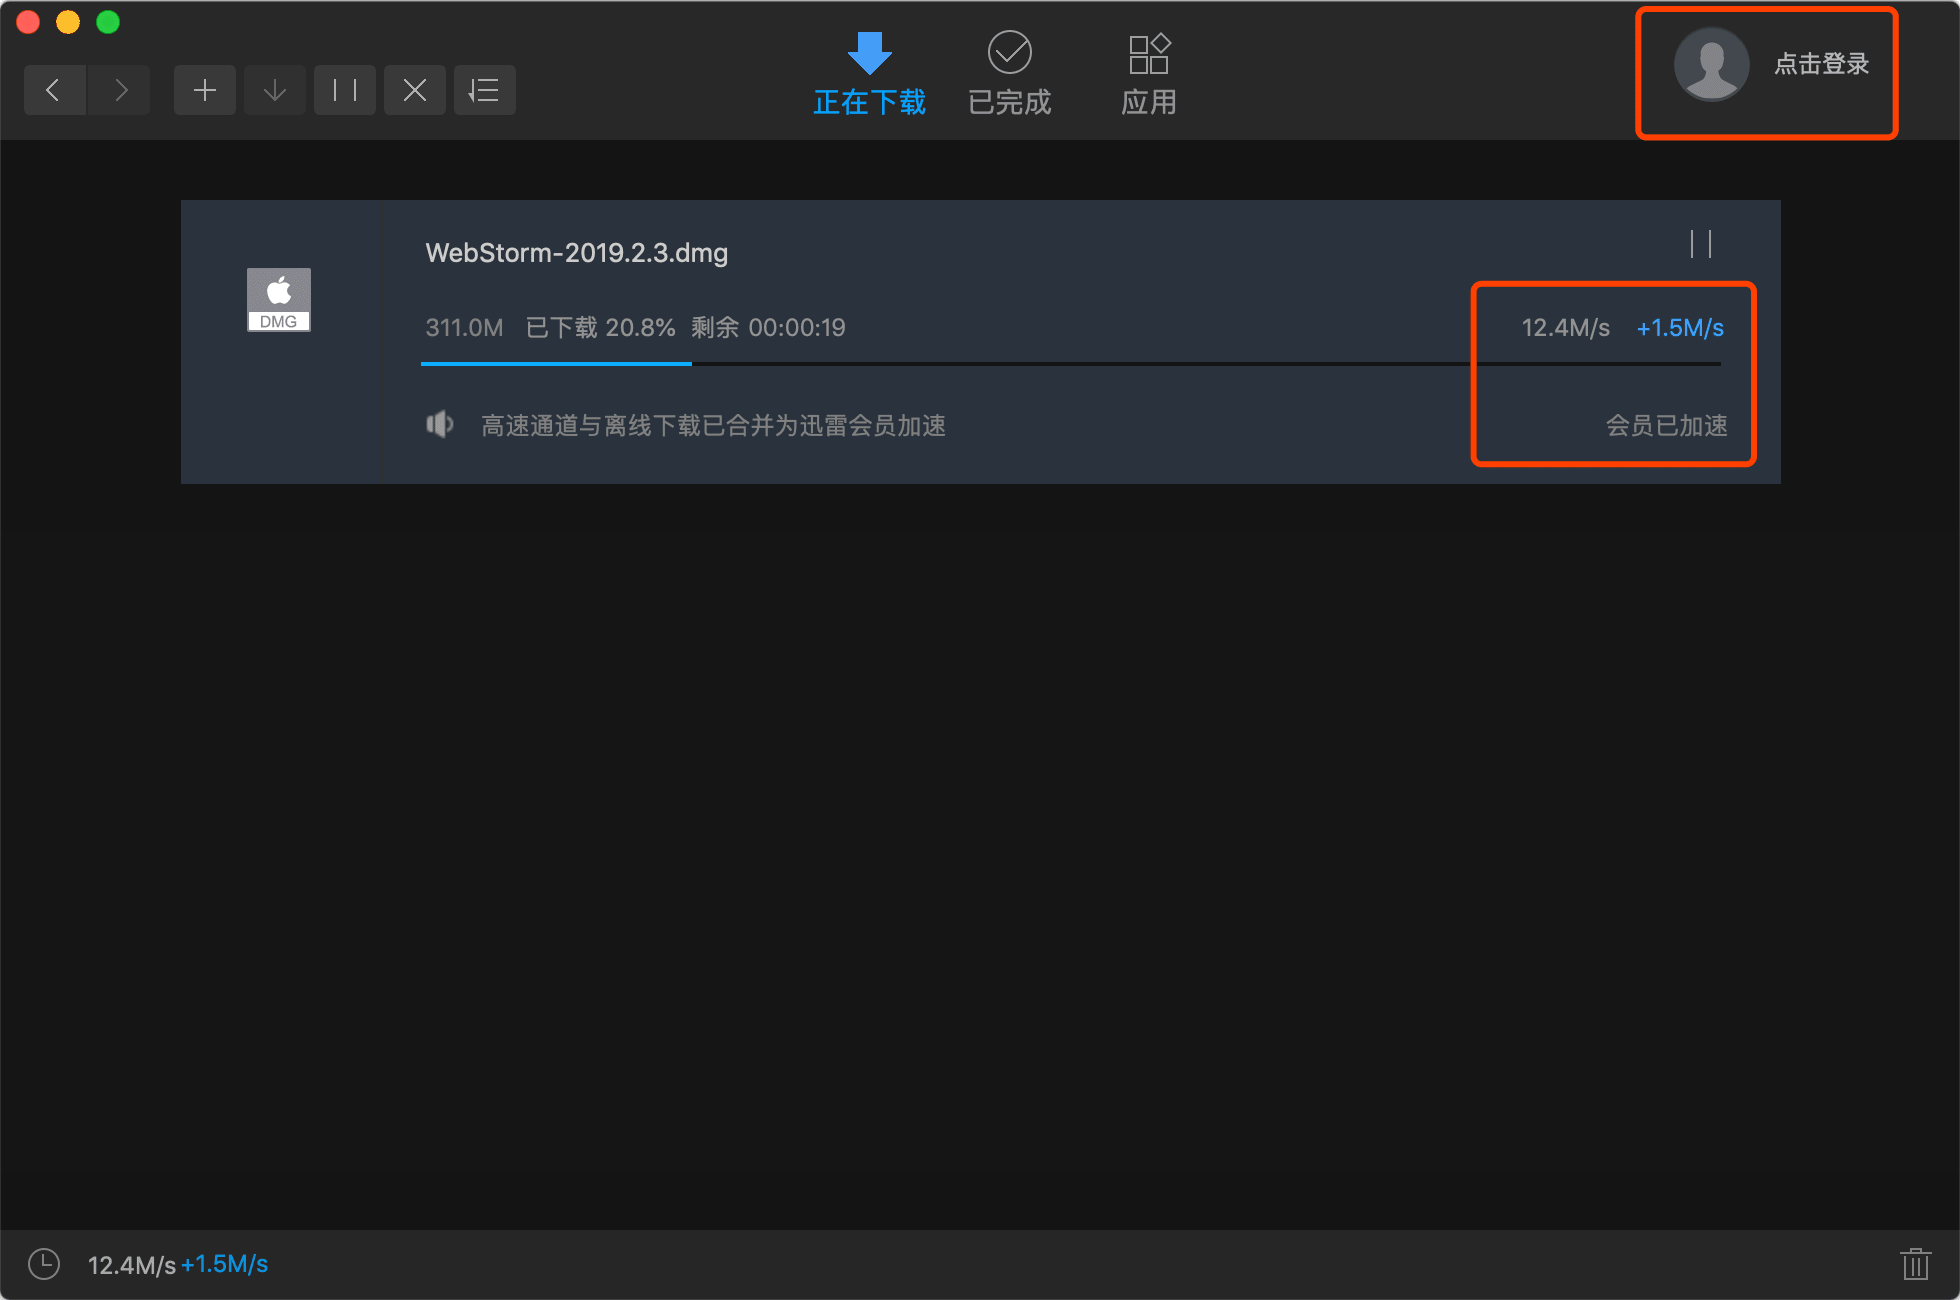 正在下载
已完成
应用
点击登录
WebStorm-2019.2.3.dmg
DMG
311.0M 已下载 20.8% 剩余 00:00:19
12.4M/s +1.5M/s
高速通道与离线下载已合并为迅雷会员加速
会员已加速
12.4M/s +1.5M/s